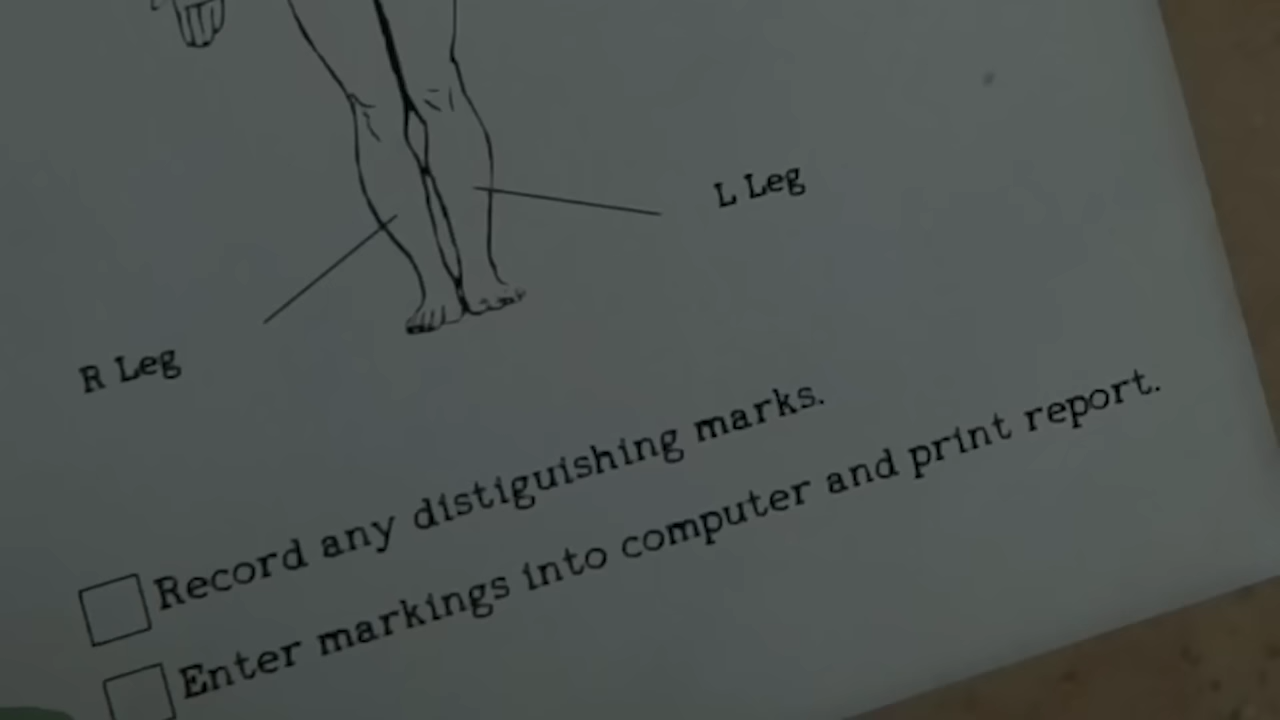 L Leg
R Leg
Record any distiguishing marks.
Enter markings into computer and print report.